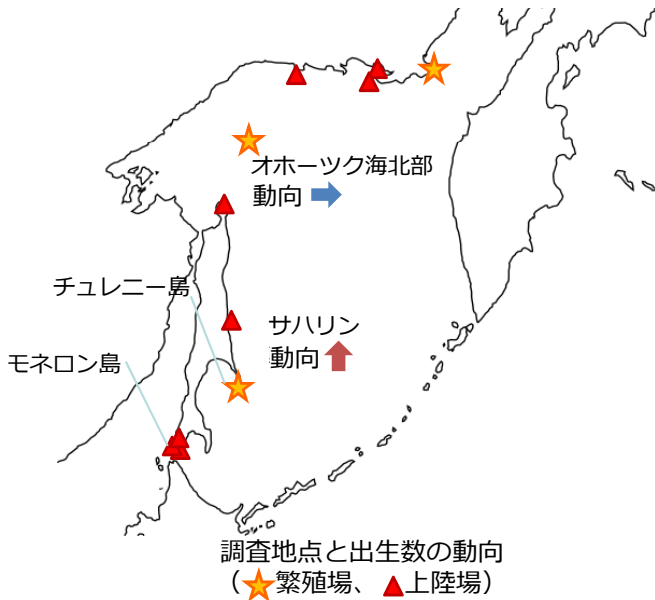 オホーツク海北部
動向
チュレニー島
サハリン
動向
モネロン島
調査地点と出生数の動向
（繁殖場、上陸場）